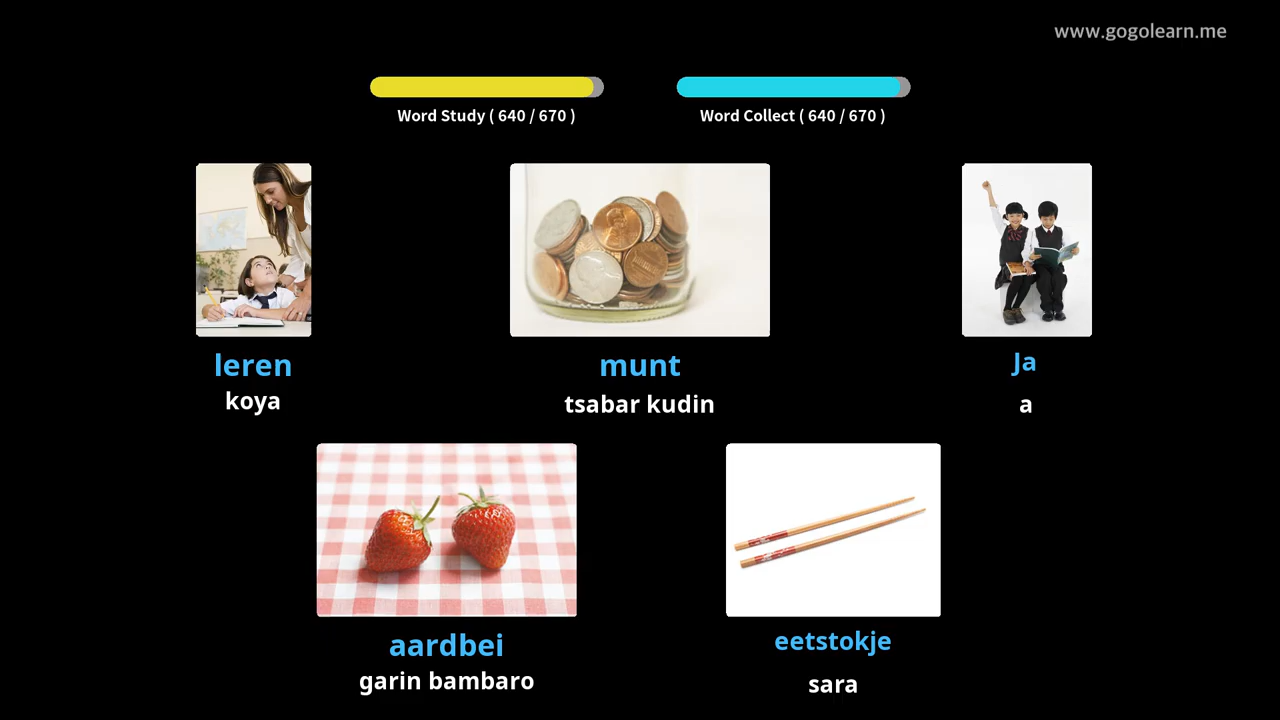 www.gogolearn.me
Word Study ( 640 / 670 )
Word Collect ( 640 / 670 )
leren
koya
munt
tsabar kudin
Ja
a
aardbei
garin bambaro
eetstokje
sara